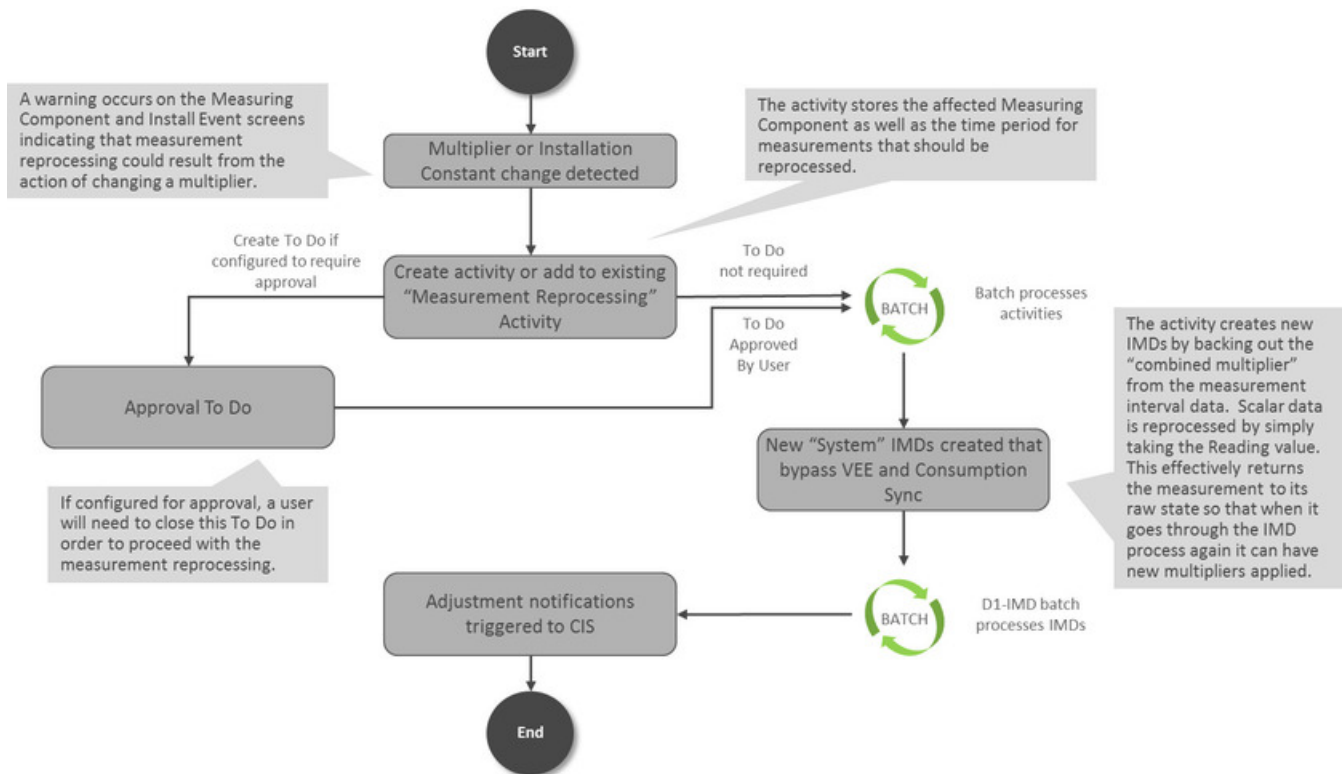 Start
A warning occurs on the Measuring
Component and Install Event screens
indicating that measurement
reprocessing could result from the
action of changing a multiplier.
The activity stores the affected Measuring
Component as well as the time period for
measurements that should be
reprocessed.
Multiplier or Installation
Constant change detected
Create To Do if
configured to require
approval
Create activity or add to existing
“Measurement Reprocessing”
Activity
To Do
not required
BATCH
Batch processes
activities
To Do
Approved
By User
Approval To Do
The activity creates new
IMDs by backing out the
“combined multiplier”
from the measurement
interval data. Scalar data
is reprocessed by simply
taking the Reading value.
This effectively returns
the measurement to its
raw state so that when it
goes through the IMD
process again it can have
new multipliers applied.
New “System” IMDs created that
bypass VEE and Consumption
Sync
If configured for approval, a user
will need to close this To Do in
order to proceed with the
measurement reprocessing.
Adjustment notifications
triggered to CIS
BATCH
D1-IMD batch
processes IMDs
End